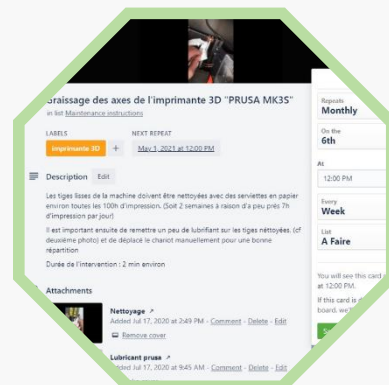 Graissage des axes de l'imprimante 3D "PRUSA MK3S"
in list Maintenance instructions
LABELS
NEXT REPEAT
imprimante 3D
+
May 1, 2021 at 12:00 PM
Description
Edit
Les tiges lisses de la machine doivent être nettoyées avec des serviettes en papier
environ toutes les 100h d'impression. (Soit 2 semaines à raison d'a peu prés 7h
d'impression par jour)
Il est important ensuite de remettre un peu de lubrifiant sur les tiges néttoyées. (cf
deuxième photo) et de déplacé le chariot manuellement pour une bonne
répartition
Durée de l'intervention : 2 min environ
Attachments
Nettoyage ↗
Added Jul 17, 2020 at 2:49 PM - Comment - Delete - Edit
Remove cover
Lubricant prusa ↗
Added Jul 17, 2020 at 9:45 AM - Comment - Delete - Edit
Repeats
Monthly
On the
6th
At
12:00 PM
Every
Week
List
A Faire
You will see this card
at 12:00 PM.
If this card is
board, we'll